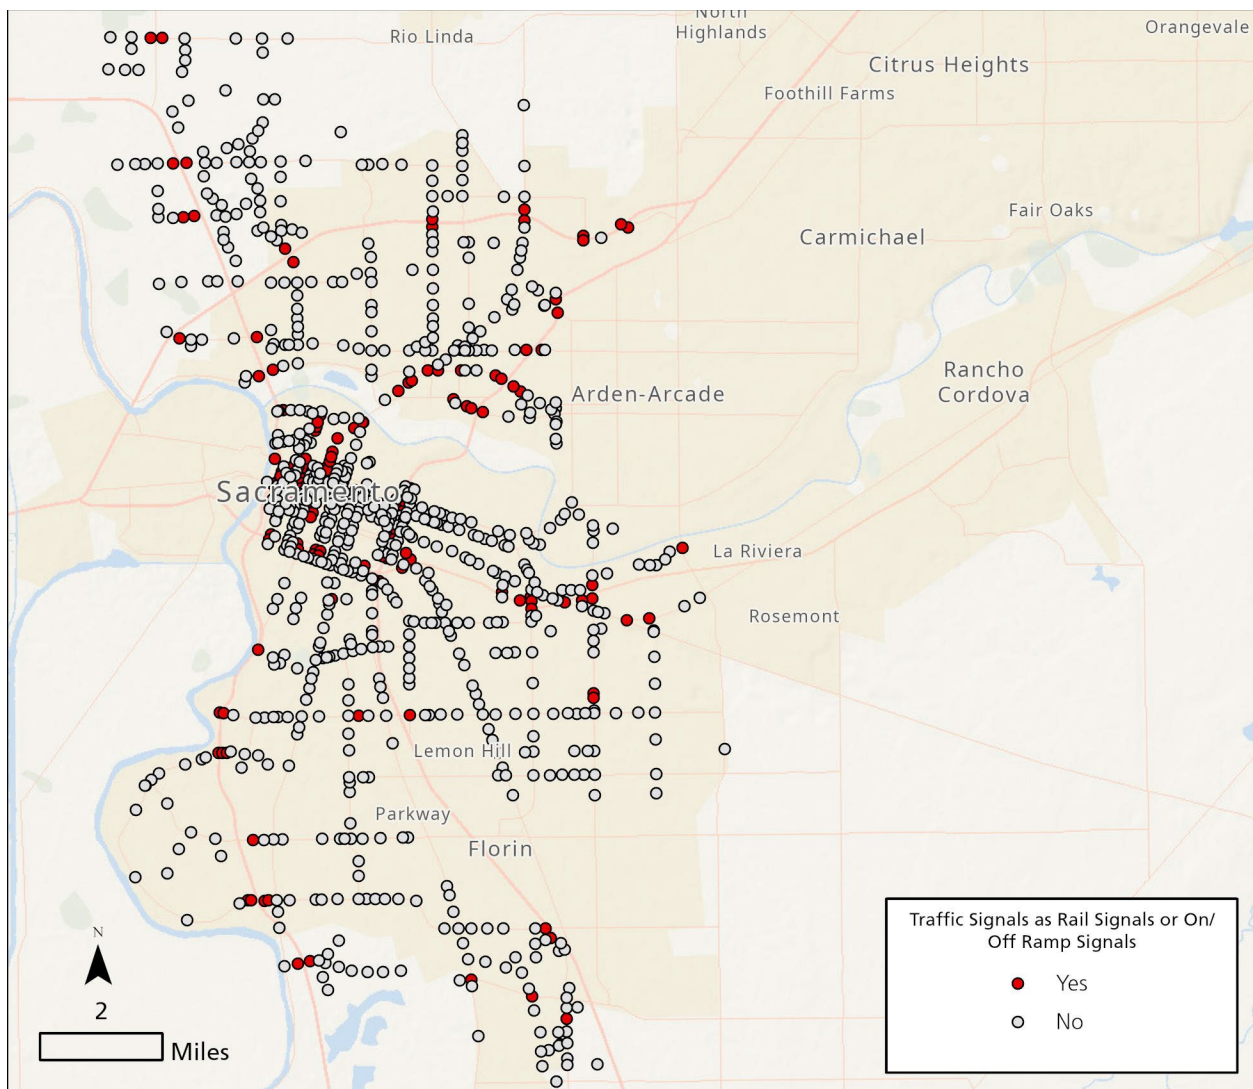 North
Highlands
Orangevale
Rio Linda
Citrus Heights
Foothill Farms
Fair Oaks
Carmichael
Rancho
Cordova
Arden-Arcade
Sacramento
La Riviera
Rosemont
Lemon Hill
Parkway
Florin
N
2
Miles
Traffic Signals as Rail Signals or On/
Off Ramp Signals
Yes
No